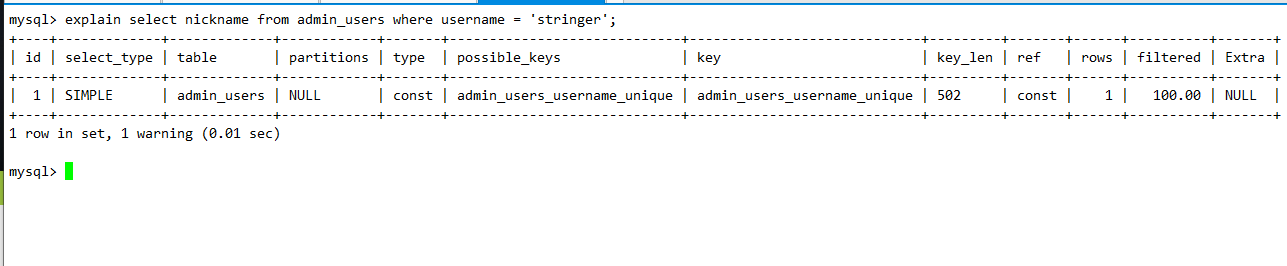 mysql> explain select nickname from admin_users where username = 'stringer';
+----+-------------+-------------+------------+-------+-----------------------------+-----------------------------+---------+-------+------+----------+-------+
| id | select_type | table       | partitions | type  | possible_keys               | key                         | key_len | ref   | rows | filtered | Extra |
+----+-------------+-------------+------------+-------+-----------------------------+-----------------------------+---------+-------+------+----------+-------+
|  1 | SIMPLE      | admin_users | NULL       | const | admin_users_username_unique | admin_users_username_unique | 502     | const |    1 |   100.00 | NULL  |
+----+-------------+-------------+------------+-------+-----------------------------+-----------------------------+---------+-------+------+----------+-------+
1 row in set, 1 warning (0.01 sec)
mysql>